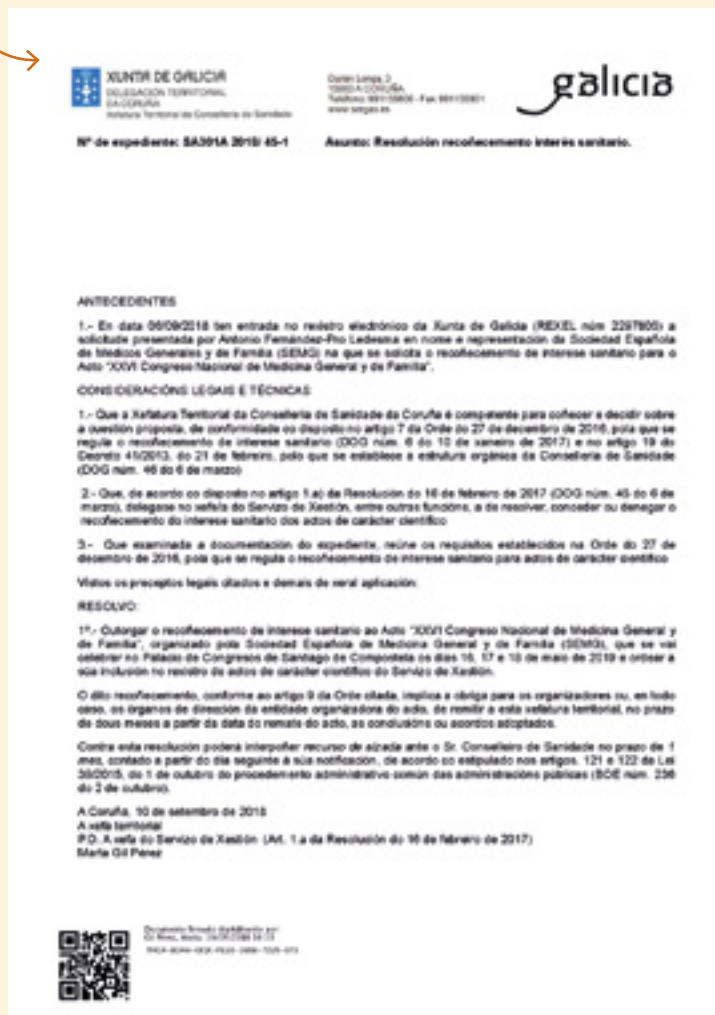 XUNTA DE GALICIA
DELEGACIÓN TERRITORIAL
DA CORUÑA
Xefatura Territorial da Consellería de Sanidade
Durán Loriga, 3
15003 A CORUÑA
www.sergas.es
galicia
Nº de expediente: SA301A 2018/ 45-1 Asunto: Resolución recoñecemento interés sanitario.
ANTECEDENTES
1.- En data 06/09/2018 ten entrada no rexistro electrónico da Xunta de Galicia (REXEL núm a
solicitude presentada por Antonio Fernández-Pro Ledesma en nome e representación da Sociedad Española
de Médicos Generales y de Familia (SEMG) na que se solicita o recoñecemento de interese sanitario para o
Acto "XXVI Congreso Nacional de Medicina General y de Familia".
CONSIDERACIÓNS LEGAIS E TÉCNICAS
1.- Que a Xefatura Territorial da Consellería de Sanidade da Coruña é competente para coñecer e decidir sobre
a cuestión proposta, de conformidade co disposto no artigo 7 da Orde do 27 de decembro de 2016, pola que se
regula o recoñecemento de interese sanitario (DOG núm. 6 do 10 de xaneiro de 2017) e no artigo 19 do
Decreto 41/2013, do 21 de febreiro, polo que se establece a estrutura orgánica da Consellería de Sanidade
(DOG núm. 46 do 6 de marzo)
2.- Que, de acordo co disposto no artigo 1.a) da Resolución do 16 de febreiro de 2017 (DOG núm. 45 do 6 de
marzo), delegase no xefe/a do Servizo de Xestión, entre outras funcións, a de resolver, conceder ou denegar o
recoñecemento do interese sanitario dos actos de carácter científico
3.- Que examinada a documentación do expediente, reúne os requisitos establecidos na Orde do 27 de
decembro de 2016, pola que se regula o recoñecemento de interese sanitario para actos de carácter científico
Vistos os preceptos legais citados e demais de xeral aplicación:
RESOLVO:
1º.- Outorgar o recoñecemento de interese sanitario ao Acto "XXVI Congreso Nacional de Medicina General y
de Familia", organizado pola Sociedad Española de Medicina General y de Familia (SEMG), que se vai
celebrar no Palacio de Congresos de Santiago de Compostela os días 16, 17 e 18 de maio de 2019 e ordear a
súa inclusión no rexistro de actos de carácter científico do Servizo de Xestión.
O dito recoñecemento, conforme ao artigo 9 da Orde citada, implica a obriga para os organizadores ou, en todo
caso, os órganos de dirección da entidade organizadora do acto, de remitir a esta xefatura territorial, no prazo
de dous meses a partir da data do remate do acto, as conclusións ou acordos adoptados.
Contra esta resolución poderá interpoñer recurso de alzada ante o Sr. Conselleiro de Sanidade no prazo de 1
mes, contado a partir do día seguinte á súa notificación, de acordo co estipulado nos artigos. 121 e 122 da Lei
39/2015, do 1 de outubro do procedemento administrativo común das administracións públicas (BOE núm. 236
do 2 de outubro).
A Coruña, 10 de setembro de 2018
A xefa territorial
P.D. A xefa do Servizo de Xestión (Art. 1.a da Resolución do 16 de febreiro de 2017)
Marta Gil Pérez
Documento firmado dixitalmente por: